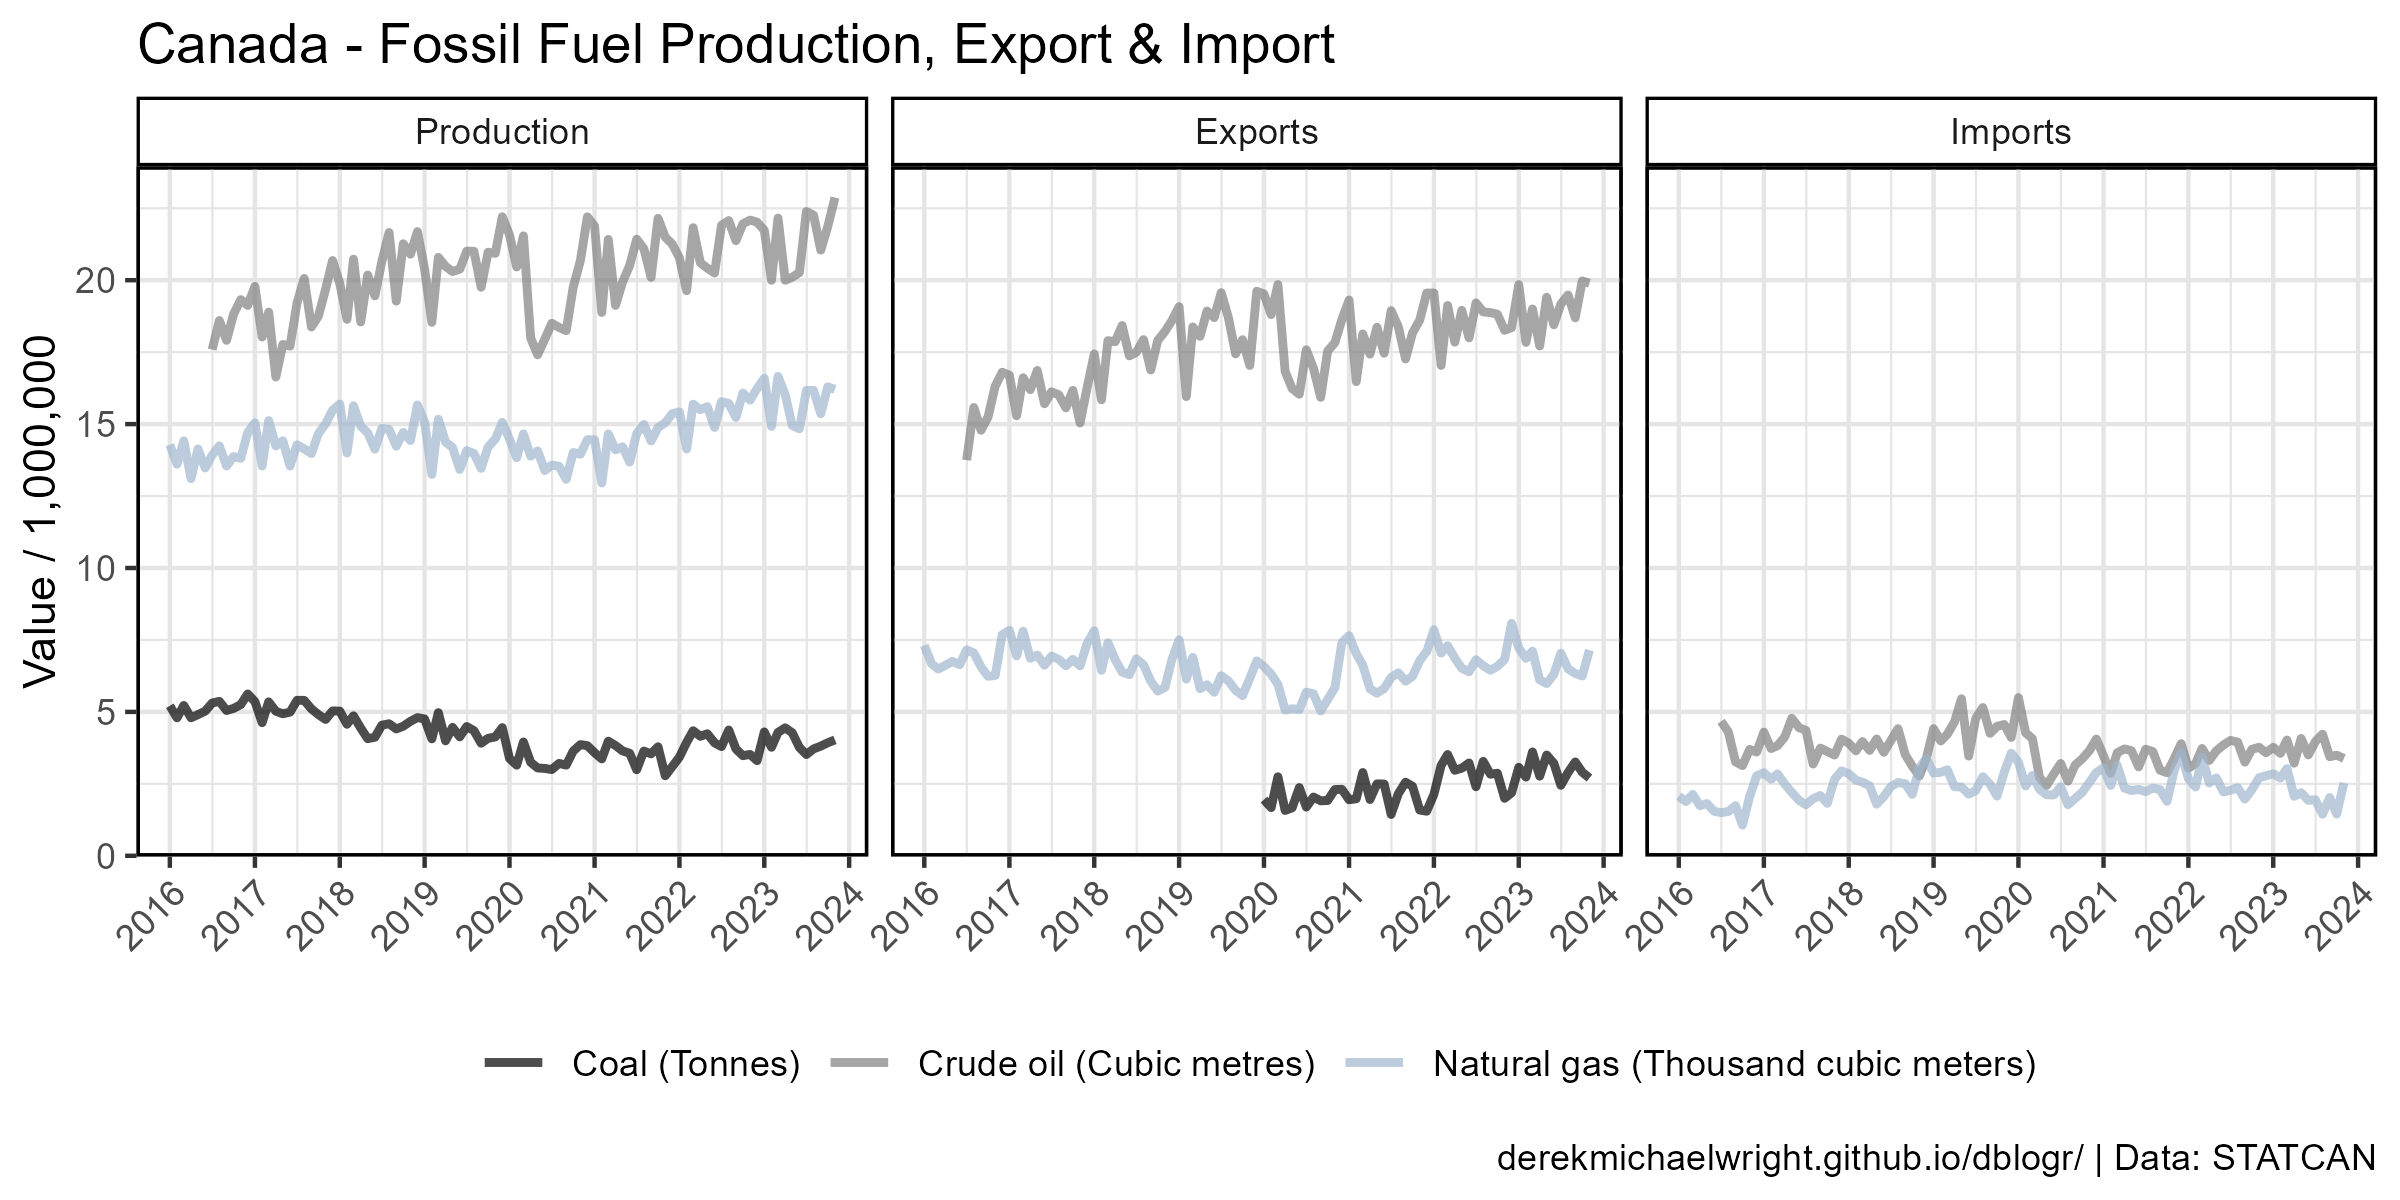 Canada - Fossil Fuel Production, Export & Import
Production
Exports
Imports
Value / 1,000,000
20
15
10
5
0
2016 2017 2018 2019 2020 2021 2022 2023 2024
2016 2017 2018 2019 2020 2021 2022 2023 2024
2016 2017 2018 2019 2020 2021 2022 2023 2024
Coal (Tonnes) Crude oil (Cubic metres) Natural gas (Thousand cubic meters)
derekmichaelwright.github.io/dblogr/ | Data: STATCAN